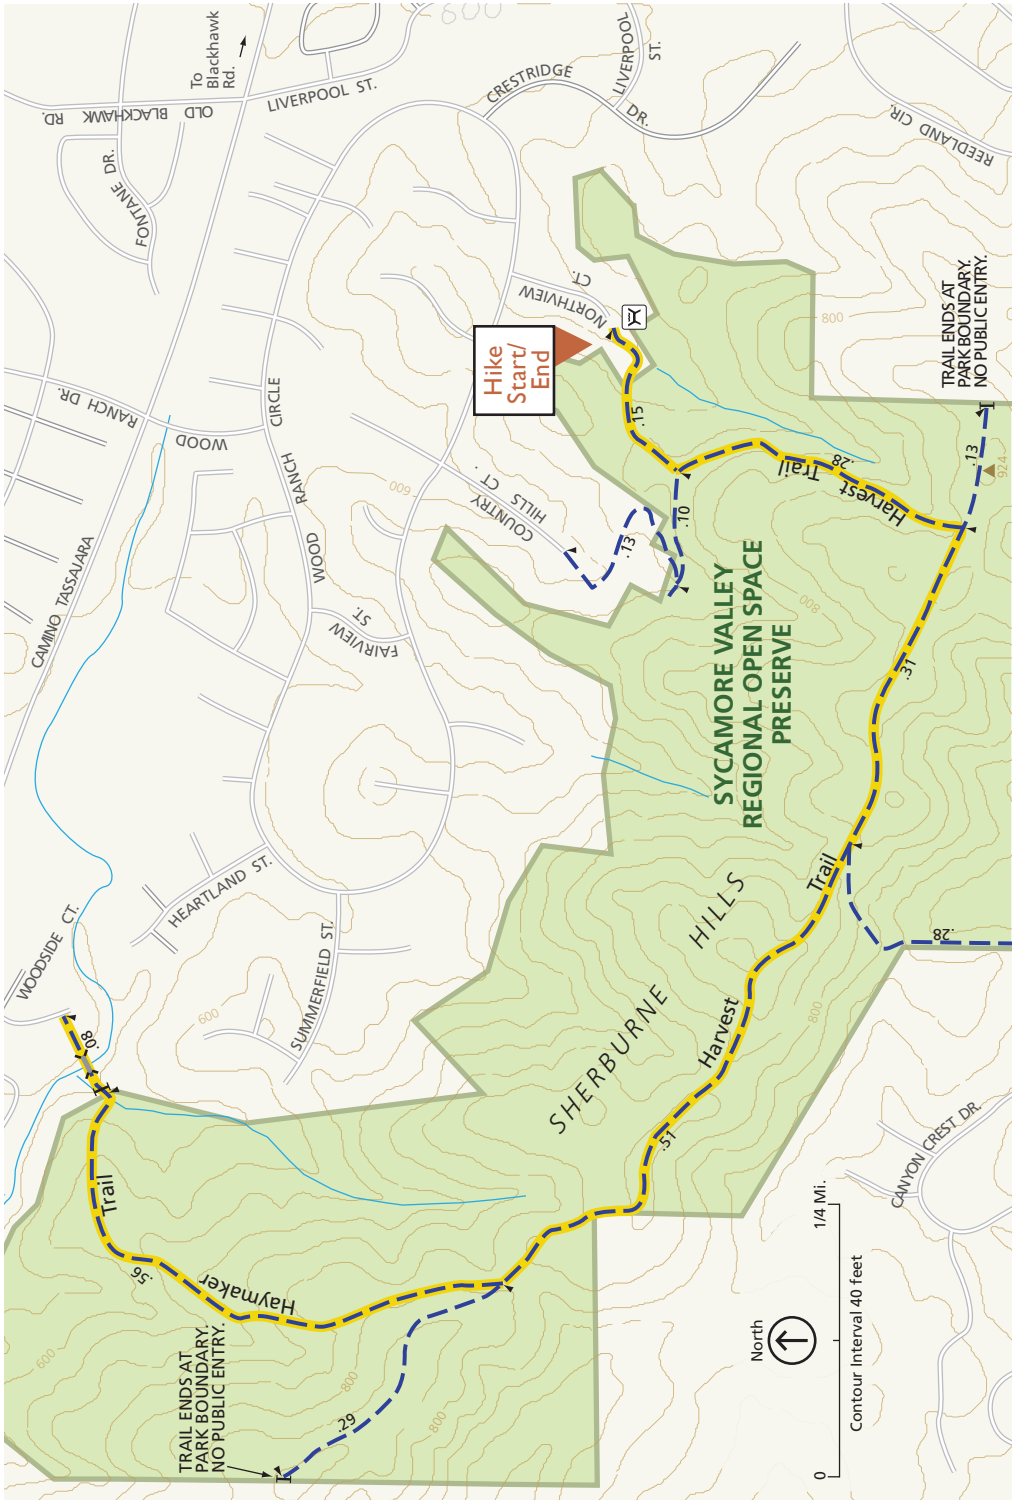 To
Blackhawk
Rd.
OLD BLACKHAWK RD.
LIVERPOOL ST.
CRESTRIDGE DR.
LIVERPOOL
ST.
REEDLAND CIR.
FONTANE DR.
NORTHVIEW CT.
Hike
Start/
End
TRAIL ENDS AT
PARK BOUNDARY.
NO PUBLIC ENTRY.
800
.13
924
.15
.28
Harvest Trail
.10
.13
WOOD RANCH DR.
WOOD RANCH CIRCLE
CAMINO TASSAJARA
COUNTRY
HILLS CT.
600
FAIRVIEW
ST.
SYCAMORE VALLEY
REGIONAL OPEN SPACE
PRESERVE
800
.31
HEARTLAND ST.
SUMMERFIELD ST.
WOODSIDE CT.
.08
600
SHERBURNE HILLS
Harvest Trail
.51
.28
800
Haymaker Trail
.56
600
800
800
.29
TRAIL ENDS AT
PARK BOUNDARY.
NO PUBLIC ENTRY.
CANYON CREST DR.
North
0
1/4 Mi.
Contour Interval 40 feet